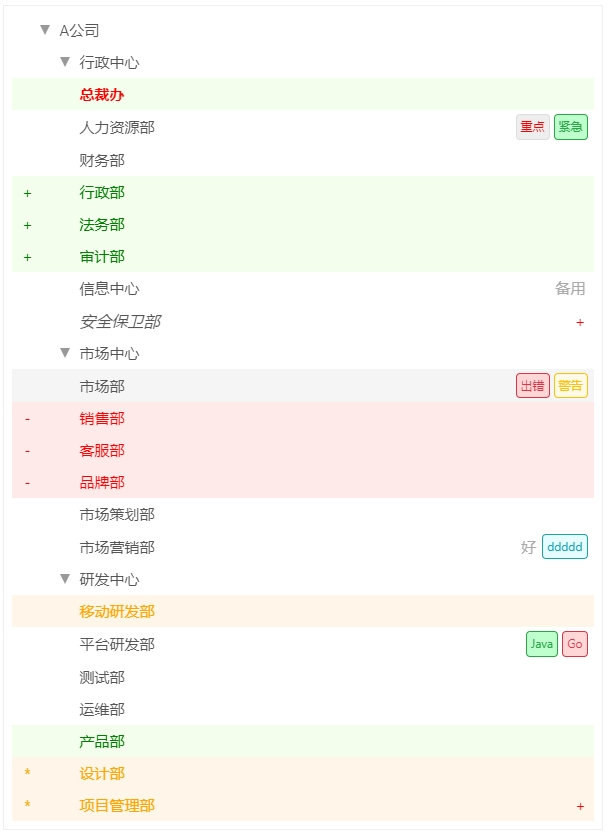 ▼ A公司
▼ 行政中心
总裁办
人力资源部 重点 紧急
财务部
+ 行政部
+ 法务部
+ 审计部
信息中心 备用
安全保卫部 +
▼ 市场中心
市场部 出错 警告
- 销售部
- 客服部
- 品牌部
市场策划部
市场营销部 好 ddddd
▼ 研发中心
移动研发部
平台研发部 Java Go
测试部
运维部
产品部
* 设计部
* 项目管理部 +